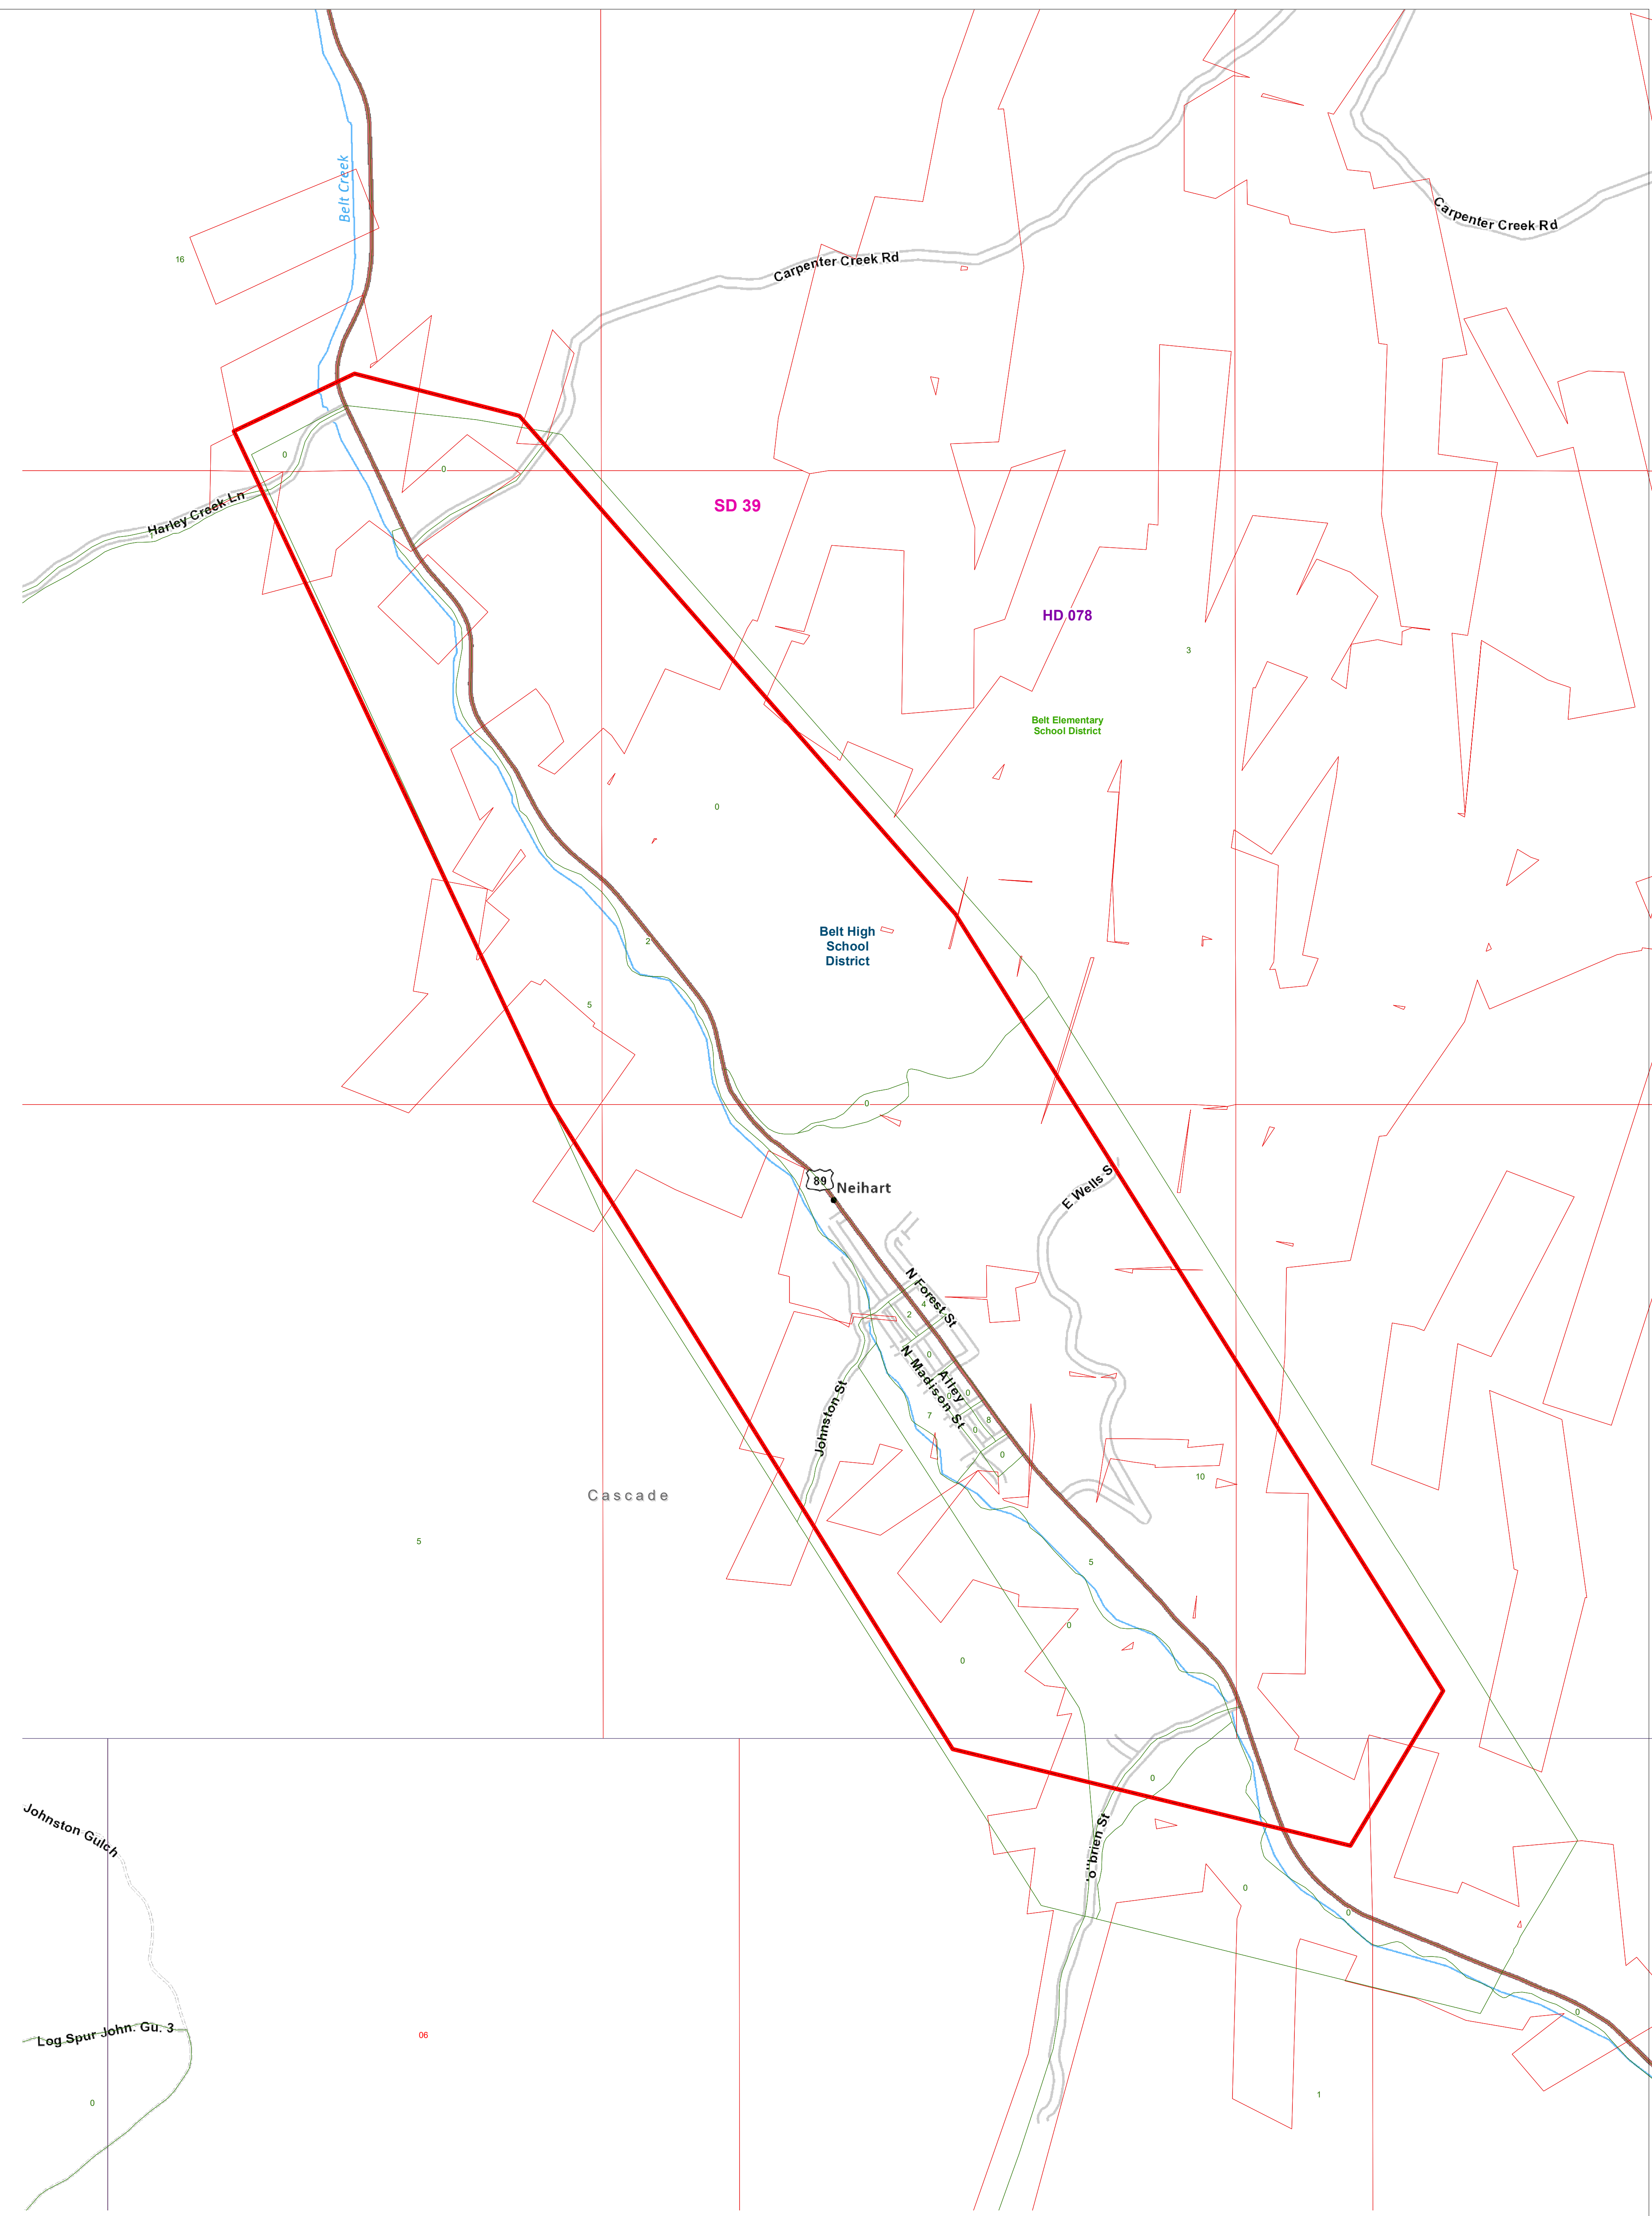 Belt Creek
Carpenter Creek Rd
16
Carpenter Creek Rd
0
0
Harley Creek Ln
SD 39
HD 078
3
Belt Elementary
School District
0
Belt High
School
District
2
5
0
89
Neihart
E Wells S
N Forest St
4
2
0
N Madison St
Alley
0
0
7
8
0
0
Johnston St
10
Cascade
5
5
0
0
0
Johnston Gulch
'o''brien St
0
0
Log Spur John. Gu. 3
06
0
0
1